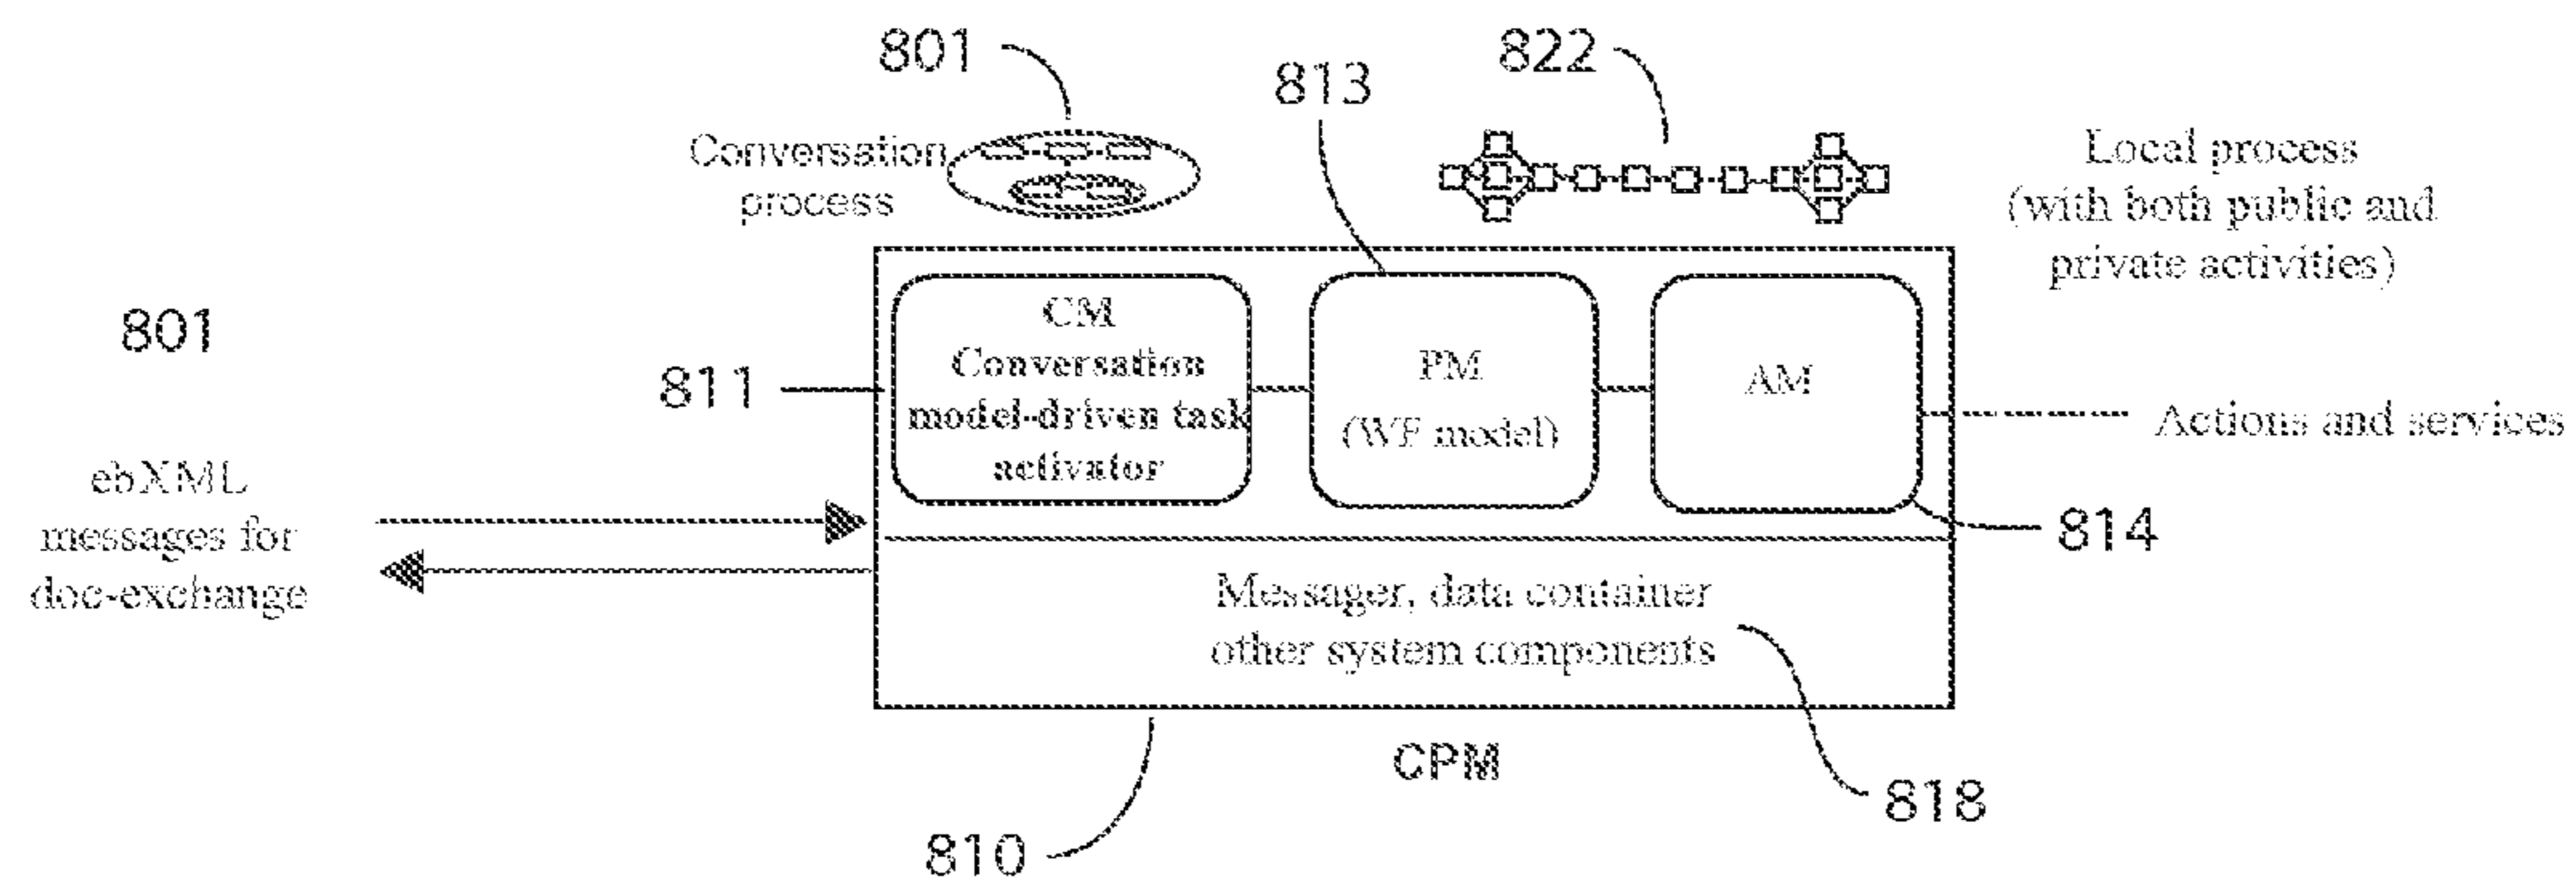 801
822
813
Conversation
process
Local process
(with both public and
private activities)
801
811
CM
Conversation
model-driven task
activator
PM
(WF model)
AM
Actions and services
ebXML
messages for
doc-exchange
814
Messager, data container
other system components
CPM
818
810